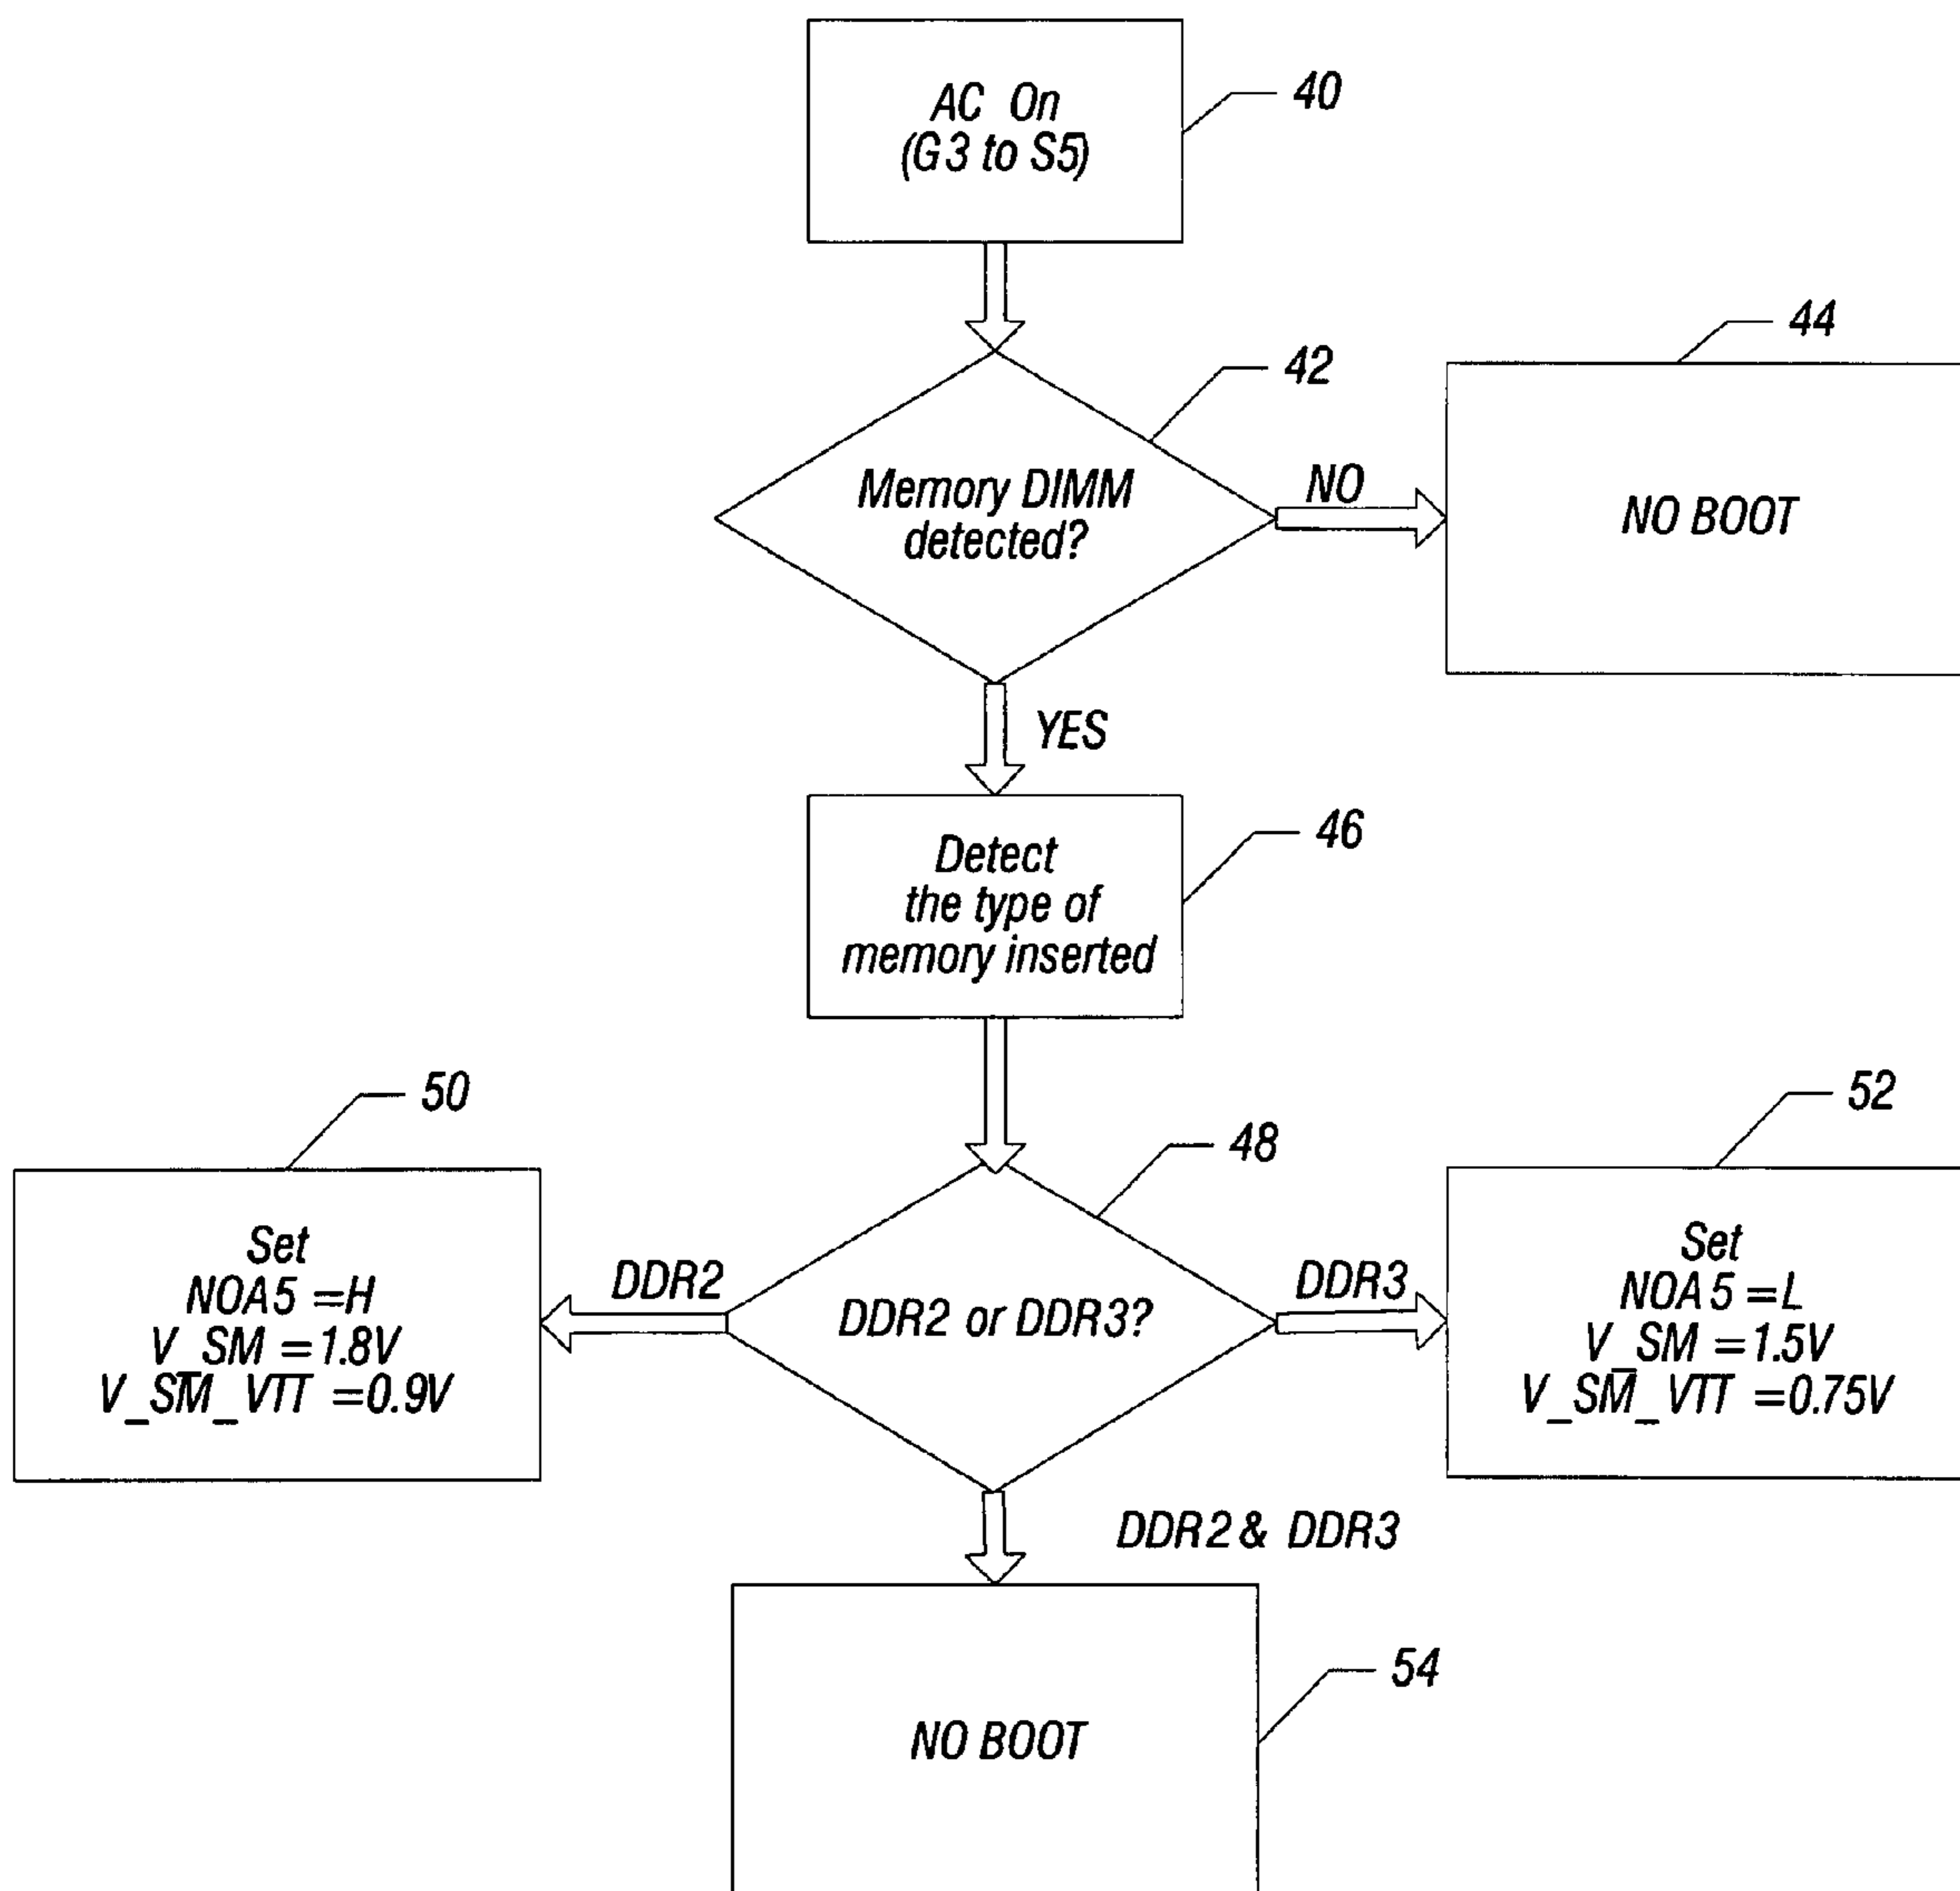 AC On
(G3 to S5)
40
42
44
Memory DIMM
detected?
NO
NO BOOT
YES
Detect
the type of
memory inserted
46
50
48
52
Set
NOA5 =H
V_SM =1.8V
V_SM_VTT =0.9V
DDR2
DDR2 or DDR3?
DDR3
Set
NOA5 =L
V_SM =1.5V
V_SM_VTT =0.75V
DDR2 & DDR3
NO BOOT
54